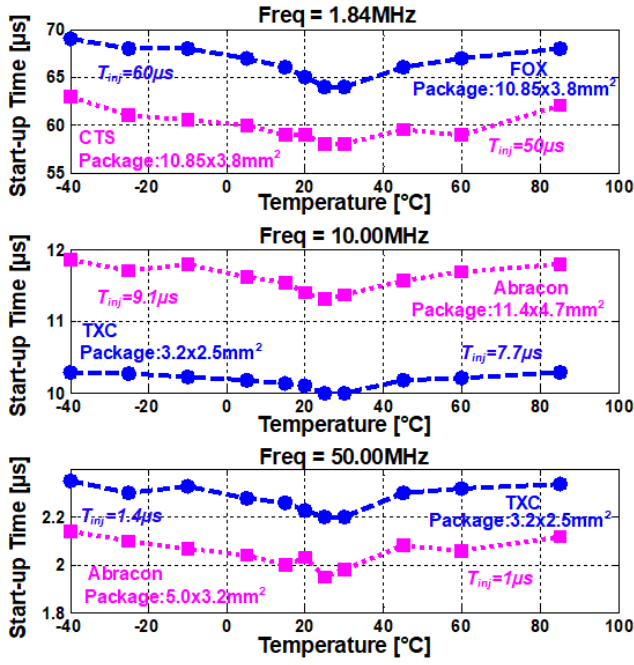 Freq = 1.84MHz
Start-up Time [µs]
70
65
60
55
T_inj=60µs
FOX
Package:10.85x3.8mm²
CTS
Package:10.85x3.8mm²
T_inj=50µs
-40 -20 0 20 40 60 80 100
Temperature [°C]
Freq = 10.00MHz
Start-up Time [µs]
12
11
10
T_inj=9.1µs
Abracon
Package:11.4x4.7mm²
TXC
Package:3.2x2.5mm²
T_inj=7.7µs
-40 -20 0 20 40 60 80 100
Temperature [°C]
Freq = 50.00MHz
Start-up Time [µs]
2.2
2
1.8
T_inj=1.4µs
TXC
Package:3.2x2.5mm²
Abracon
Package:5.0x3.2mm²
T_inj=1µs
-40 -20 0 20 40 60 80 100
Temperature [°C]